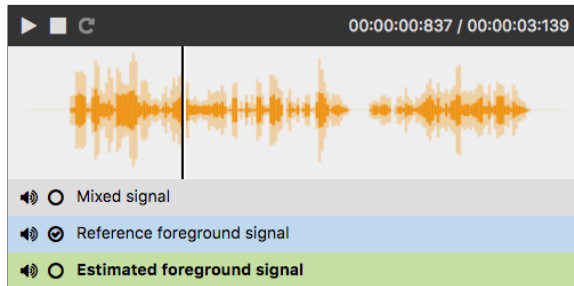 00:00:00:837 / 00:00:03:139
Mixed signal
Reference foreground signal
Estimated foreground signal